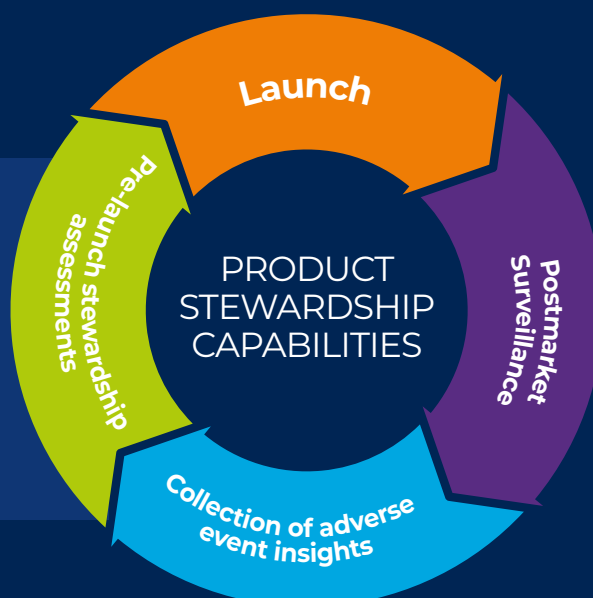 Launch
Pre-launch stewardship
assessments
PRODUCT
STEWARDSHIP
CAPABILITIES
Postmarket
Surveillance
Collection of adverse
event insights